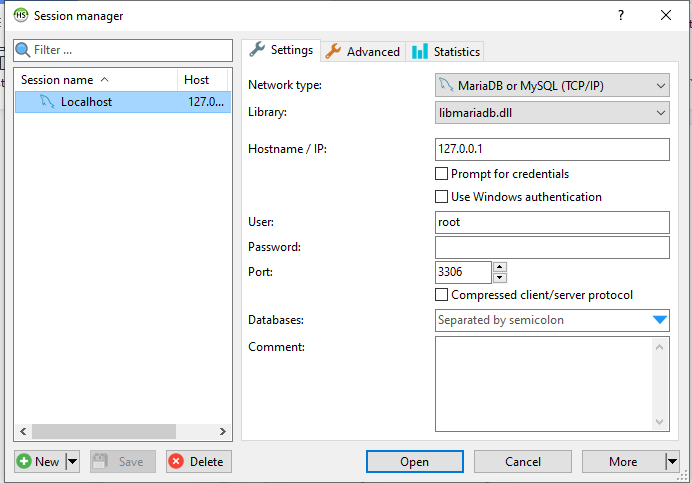 Session manager
Filter ...
Session name
Host
Localhost
127.0...
Settings
Advanced
Statistics
Network type:
MariaDB or MySQL (TCP/IP)
Library:
libmariadb.dll
Hostname / IP:
127.0.0.1
Prompt for credentials
Use Windows authentication
User:
root
Password:
Port:
3306
Compressed client/server protocol
Databases:
Separated by semicolon
Comment:
New
Save
Delete
Open
Cancel
More